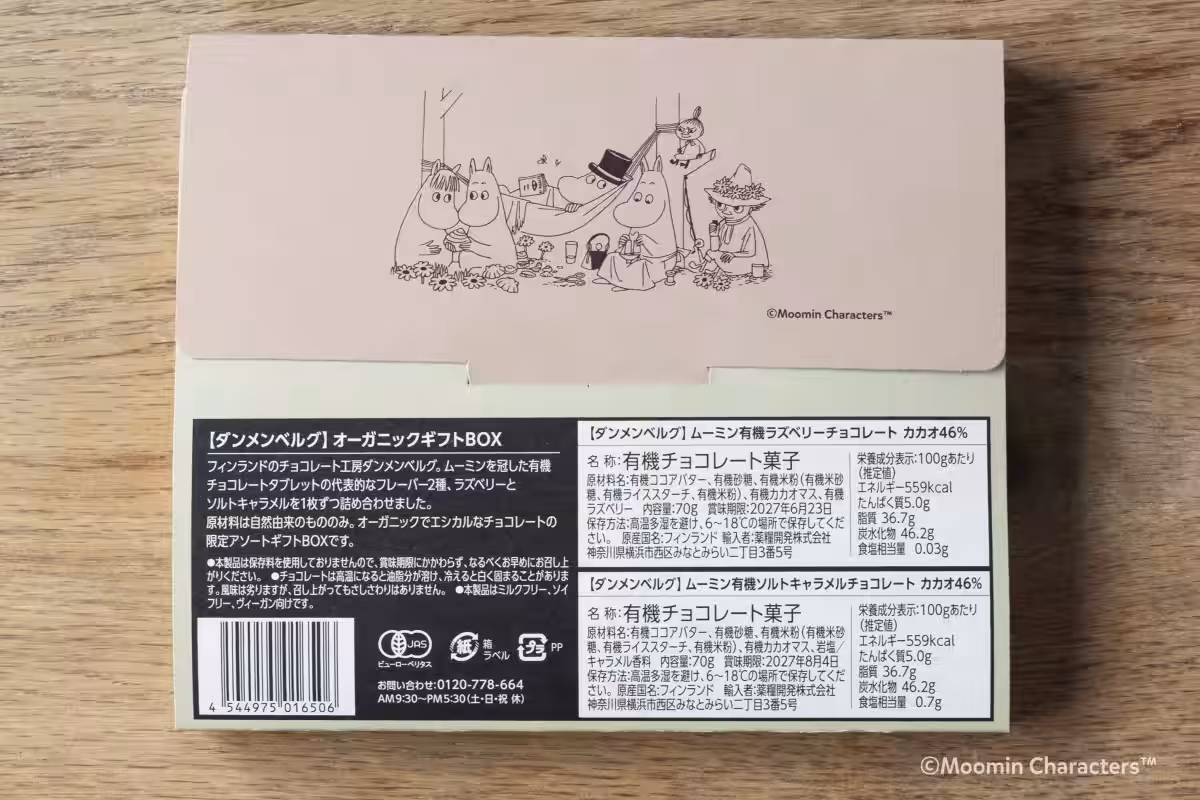 ©Moomin Characters™
【ダンメンベルグ】オーガニックギフトBOX
フィンランドのチョコレート工房ダンメンベルグ。ムーミンを冠した有機
チョコレートタブレットの代表的なフレーバー2種、ラズベリーと
ソルトキャラメルを1枚ずつ詰め合わせました。
原材料は自然由来のもののみ。オーガニックでエシカルなチョコレートの
限定アソートギフトBOXです。
●本製品は保存料を使用しておりませんので、賞味期限にかかわらず、なるべくお早めにお召し上
がりください。 ●チョコレートは高温になると油脂分が溶け、冷えると白く固まることがありま
す。風味は劣りますが、召し上がってもさしさわりはありません。 ●本製品はミルクフリー、ソイ
フリー、ヴィーガン向けです。
4 544975 016506
JAS
ビューローベリタス
紙
箱
ラベル
プラ
PP
お問い合わせ:0120-778-664
AM9:30〜PM5:30(土・日・祝 休)
【ダンメンベルグ】ムーミン有機ラズベリーチョコレート カカオ46%
名 称:有機チョコレート菓子
原材料名:有機ココアバター、有機砂糖、有機米粉(有機米砂
糖、有機ライススターチ、有機米粉)、有機カカオマス、有機
ラズベリー 内容量:70g 賞味期限:2027年6月23日
保存方法:高温多湿を避け、6〜18℃の場所で保存してくだ
さい。 原産国名:フィンランド 輸入者:薬糧開発株式会社
神奈川県横浜市西区みなとみらい二丁目3番5号
栄養成分表示:100gあたり
(推定値)
エネルギー559kcal
たんぱく質5.0g
脂質 36.7g
炭水化物 46.2g
食塩相当量 0.03g
【ダンメンベルグ】ムーミン有機ソルトキャラメルチョコレート カカオ46%
名 称:有機チョコレート菓子
原材料名:有機ココアバター、有機砂糖、有機米粉(有機米砂
糖、有機ライススターチ、有機米粉)、有機カカオマス、岩塩/
キャラメル香料 内容量:70g 賞味期限:2027年8月4日
保存方法:高温多湿を避け、6〜18℃の場所で保存してくだ
さい。原産国名:フィンランド 輸入者:薬糧開発株式会社
神奈川県横浜市西区みなとみらい二丁目3番5号
栄養成分表示:100gあたり
(推定値)
エネルギー559kcal
たんぱく質5.0g
脂質 36.7g
炭水化物 46.2g
食塩相当量 0.7g
©Moomin Characters™